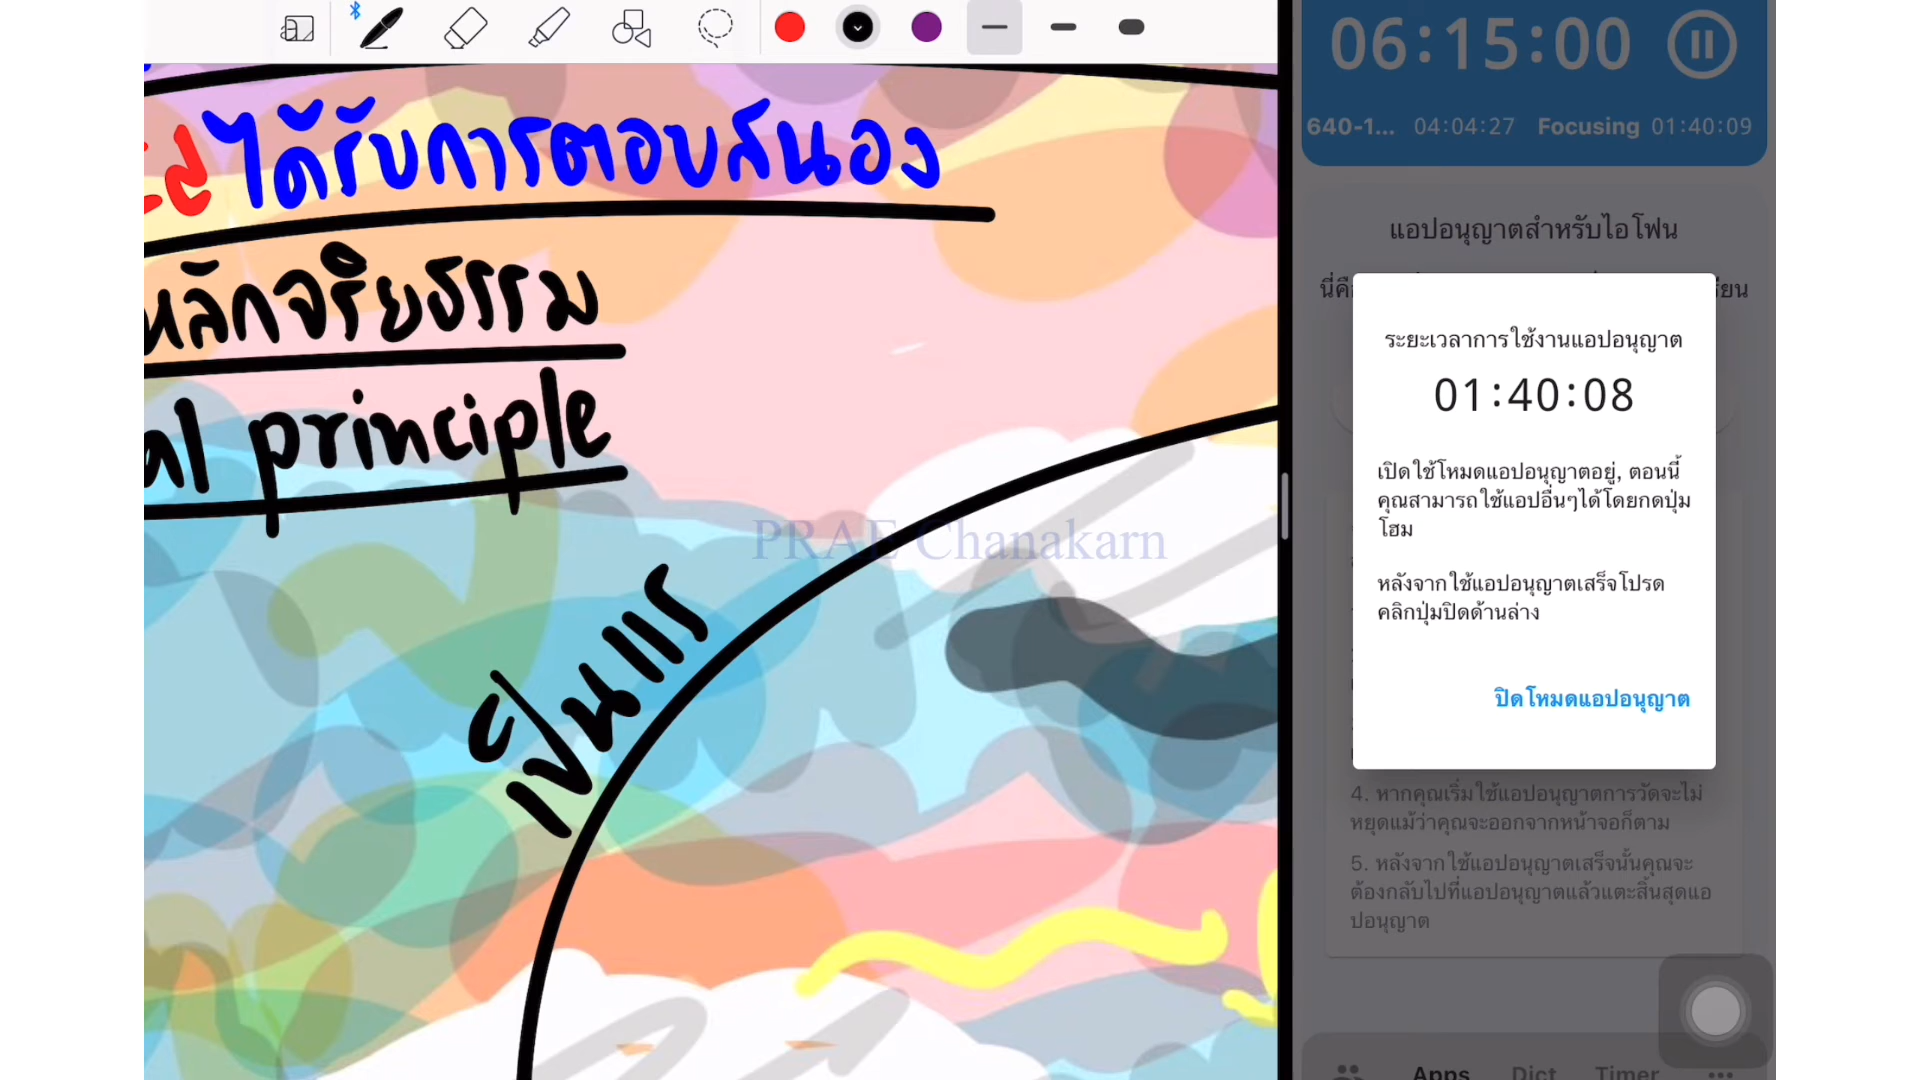 ได้รับการตอบสนอง
หลักจริยธรรม
al principle
เป็นแร
PRAE Chanakarn
06:15:00
640-1... 04:04:27 Focusing 01:40:09
แอปอนุญาตสำหรับไอโฟน
นี่คื
รียน
ระยะเวลาการใช้งานแอปอนุญาต
01:40:08
เปิดใช้โหมดแอปอนุญาตอยู่, ตอนนี้
คุณสามารถใช้แอปอื่นๆได้โดยกดปุ่ม
โฮม
หลังจากใช้แอปอนุญาตเสร็จโปรด
คลิกปุ่มปิดด้านล่าง
ปิดโหมดแอปอนุญาต
4. หากคุณเริ่มใช้แอปอนุญาตการวัดจะไม่
หยุดแม้ว่าคุณจะออกจากหน้าจอก็ตาม
5. หลังจากใช้แอปอนุญาตเสร็จนั้นคุณจะ
ต้องกลับไปที่แอปอนุญาตแล้วแตะสิ้นสุดแอ
ปอนุญาต
Apps Dict Timer